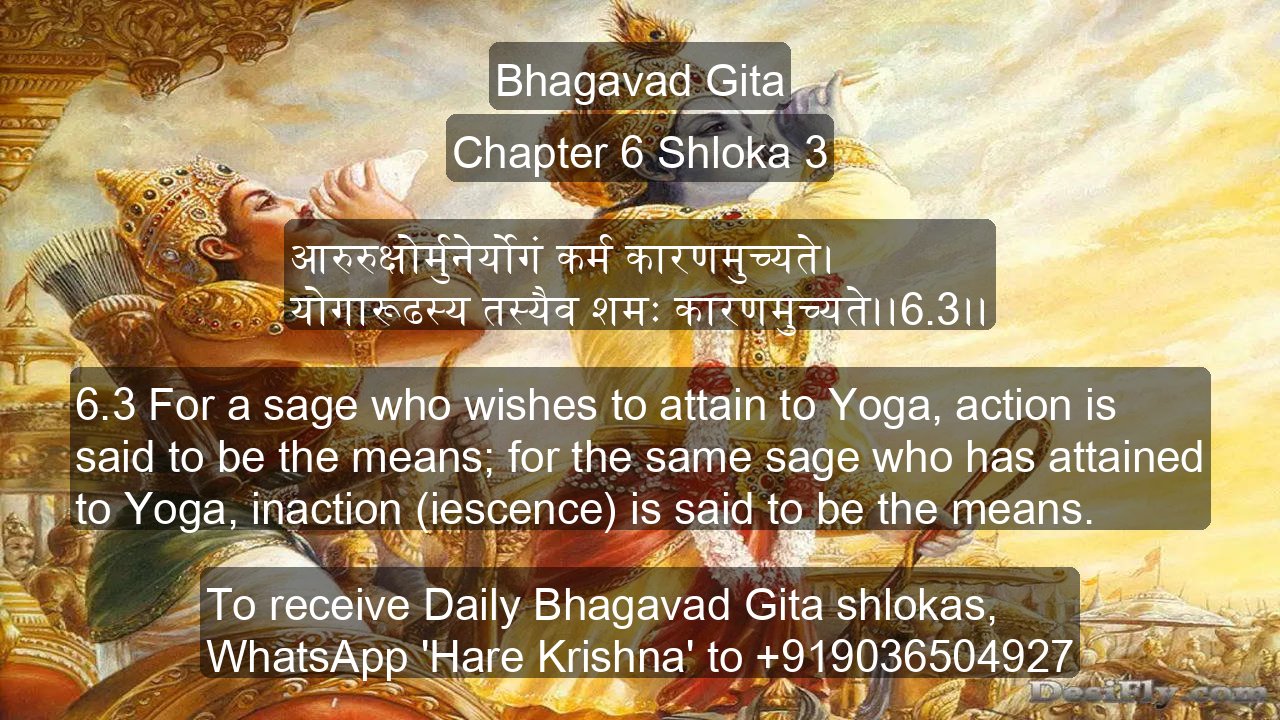 Bhagavad Gita
Chapter 6 Shloka 3
आरुरुक्षोर्मुनेर्योगं कर्म कारणमुच्यते।
योगारूढस्य तस्यैव शमः कारणमुच्यते।।6.3।।
6.3 For a sage who wishes to attain to Yoga, action is
said to be the means; for the same sage who has attained
to Yoga, inaction (iescence) is said to be the means.
To receive Daily Bhagavad Gita shlokas,
WhatsApp 'Hare Krishna' to +919036504927
DesiFly.com